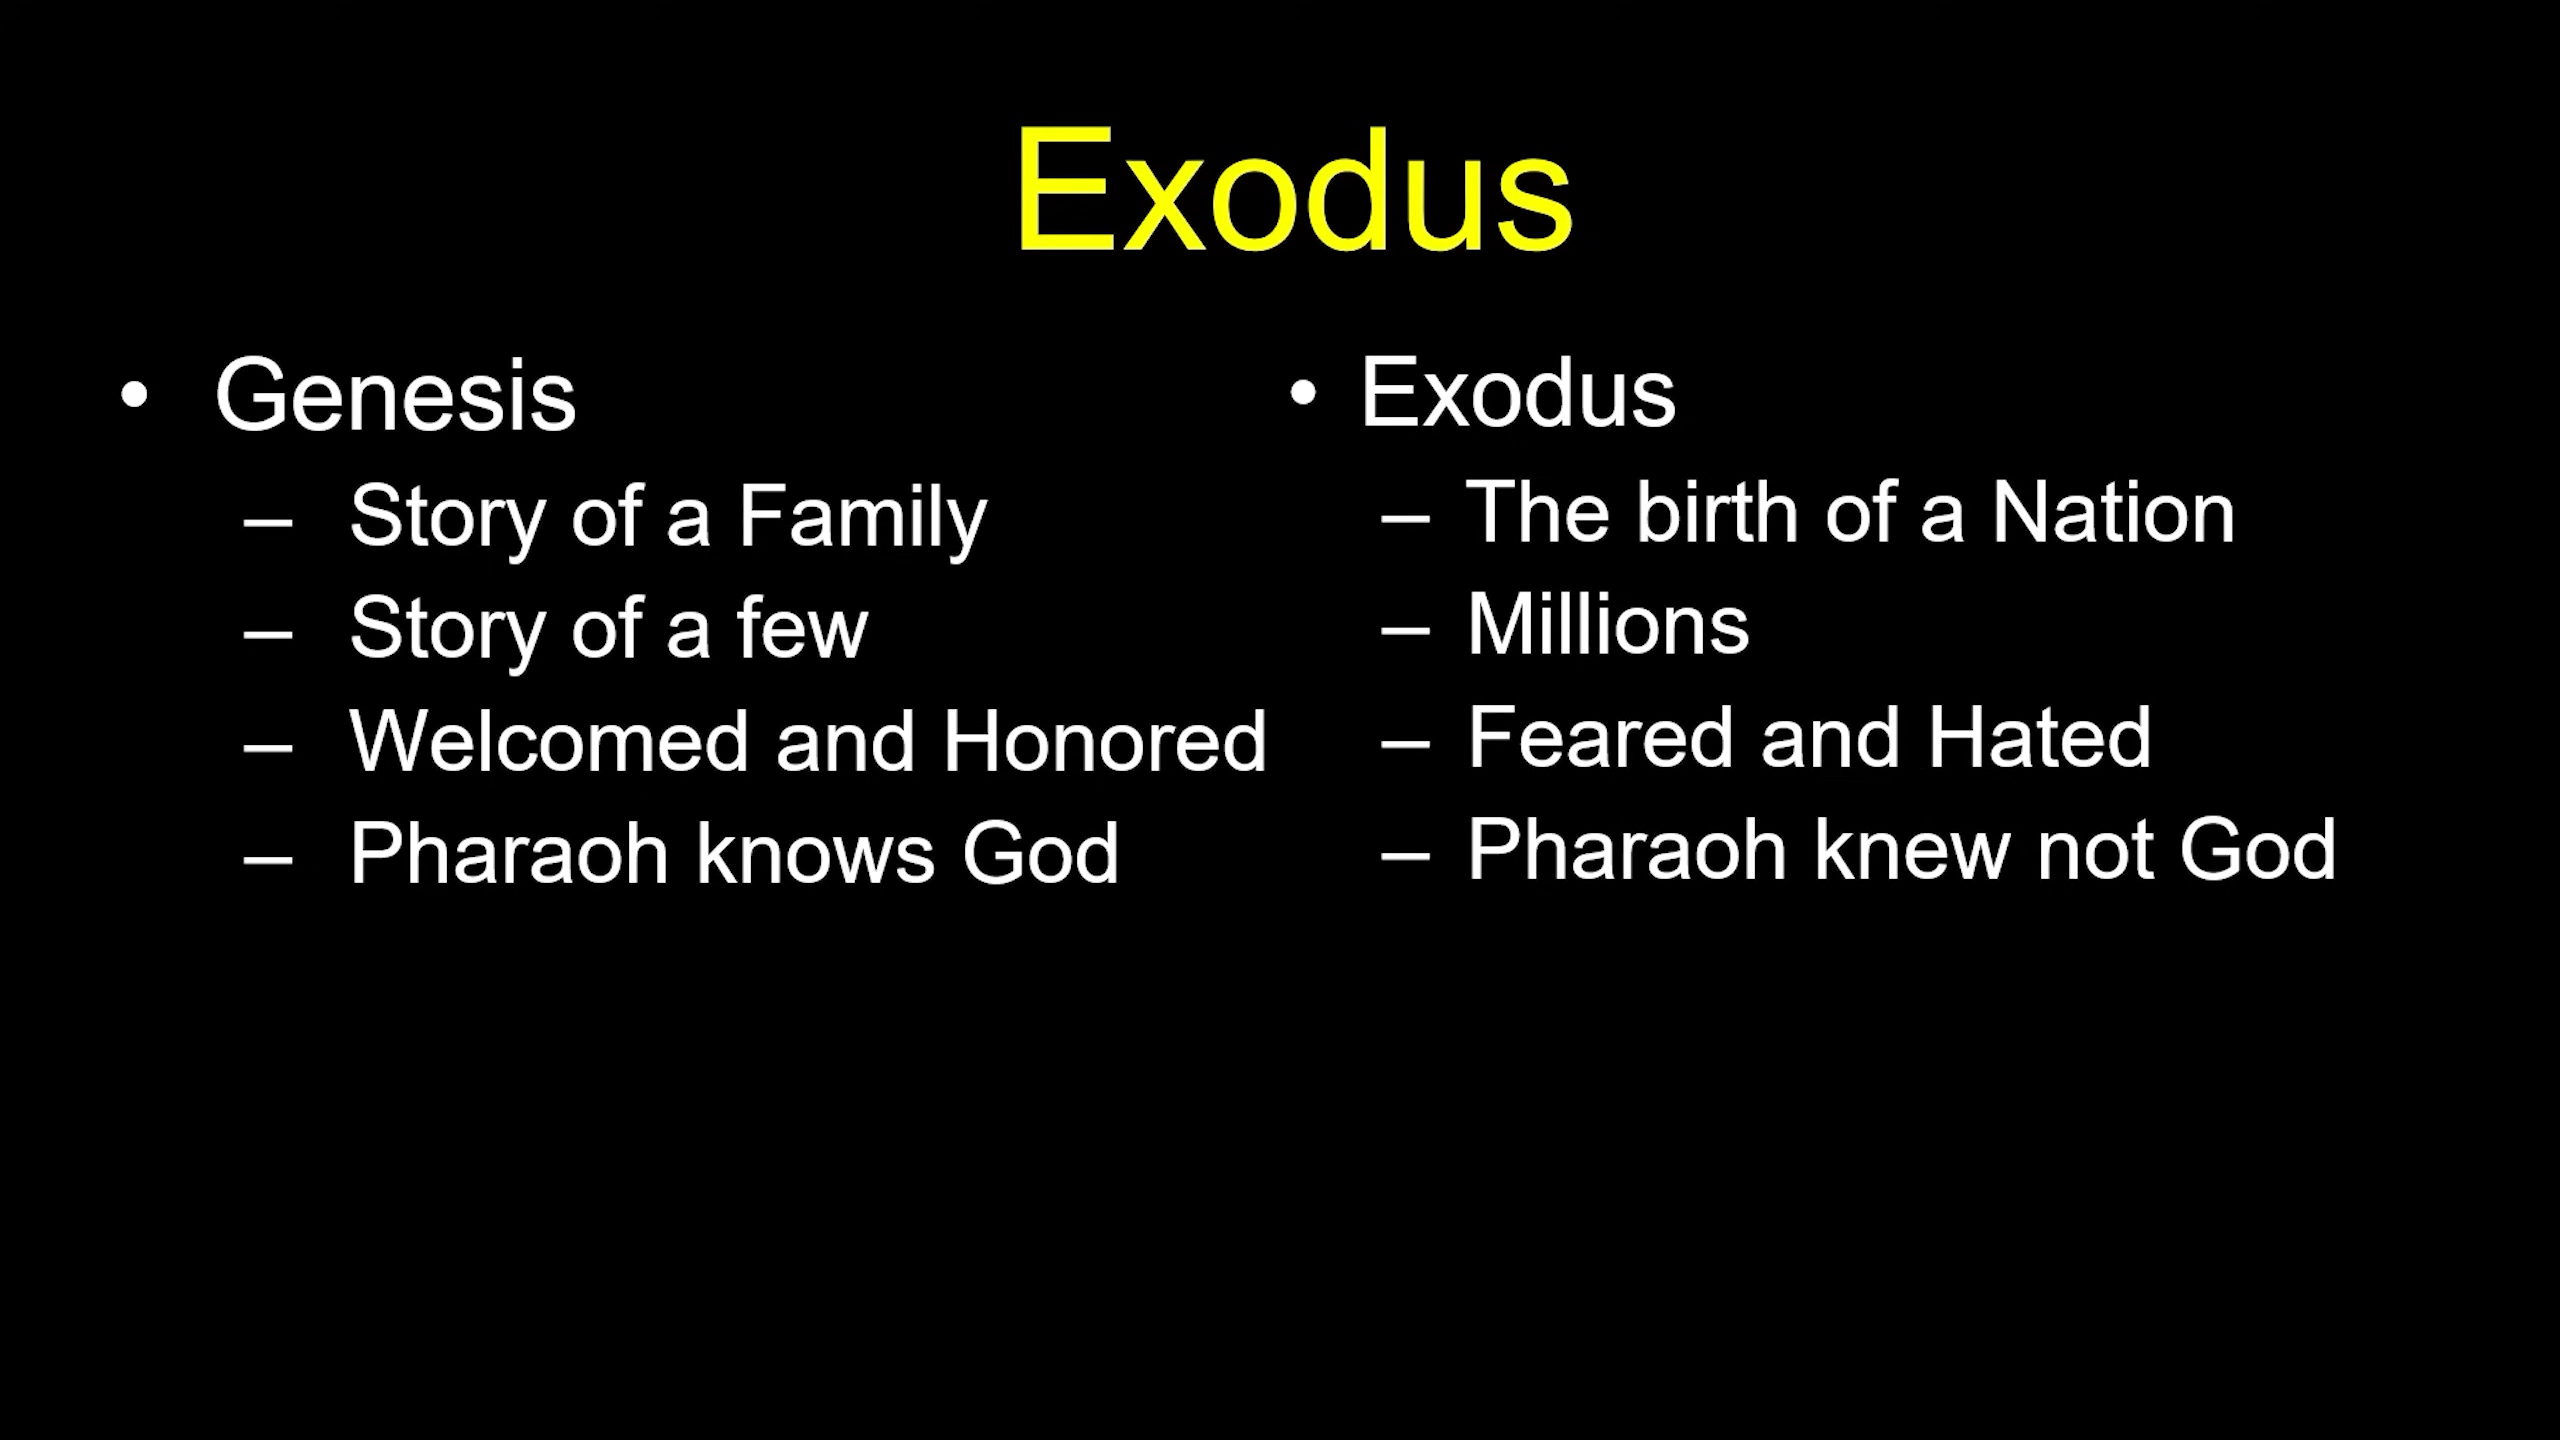 Exodus
• Genesis
– Story of a Family
– Story of a few
– Welcomed and Honored
– Pharaoh knows God
• Exodus
– The birth of a Nation
– Millions
– Feared and Hated
– Pharaoh knew not God